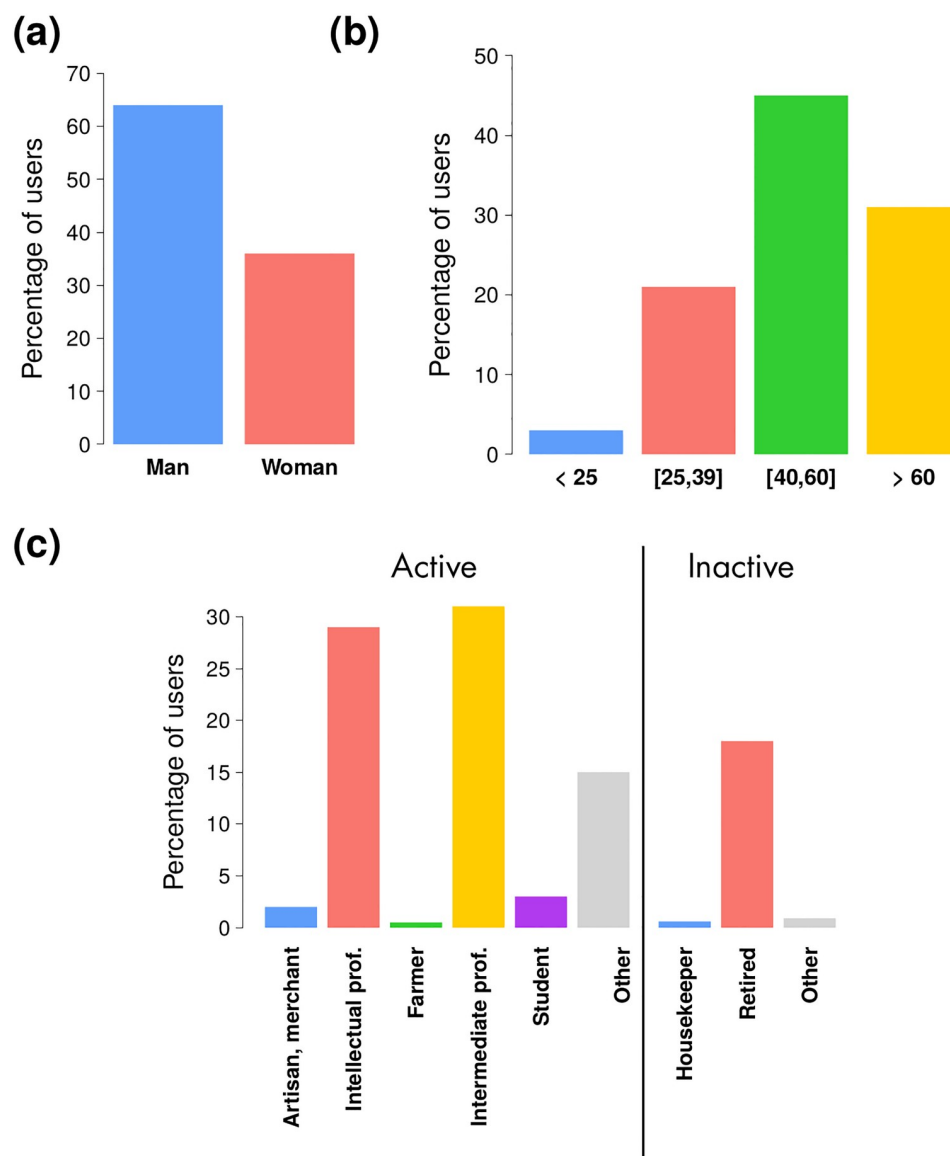 (a)
Percentage of users
70
60
50
40
30
20
10
0
Man Woman
(b)
Percentage of users
50
40
30
20
10
0
< 25 [25,39] [40,60] > 60
(c)
Active Inactive
Percentage of users
30
25
20
15
10
5
0
Artisan, merchant
Intellectual prof.
Farmer
Intermediate prof.
Student
Other
Housekeeper
Retired
Other